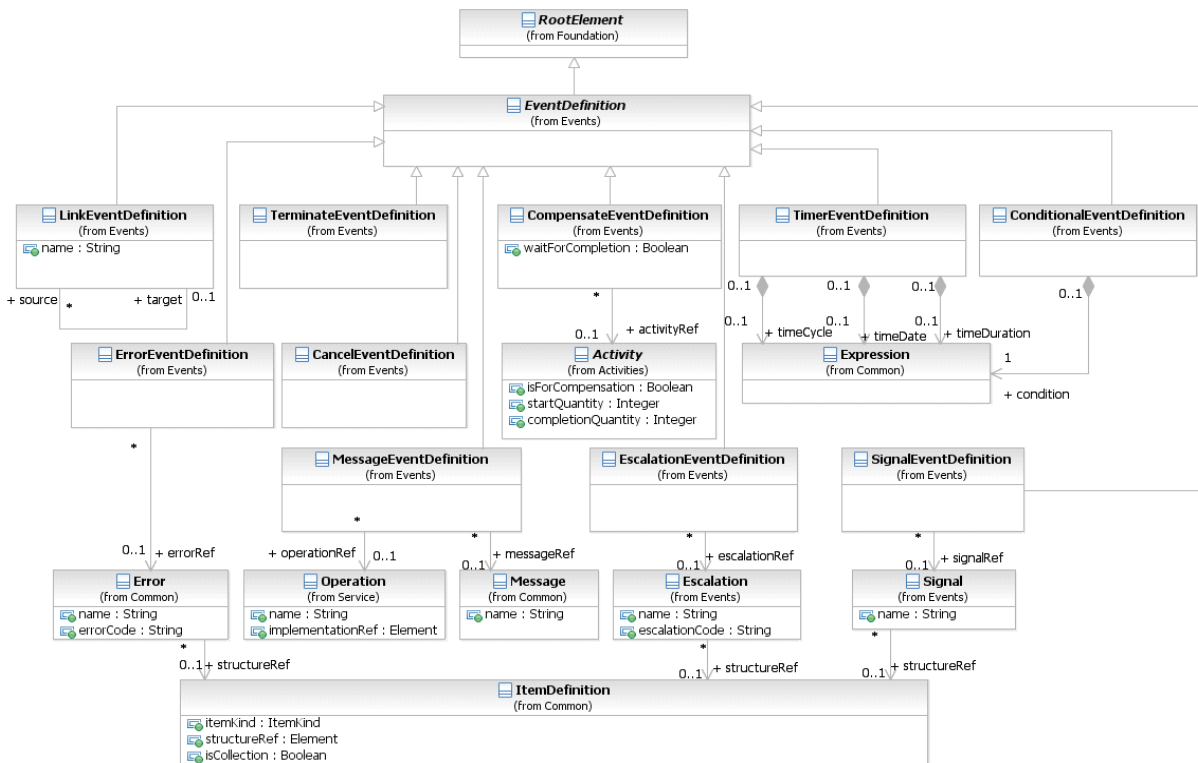 RootElement
(from Foundation)
EventDefinition
(from Events)
LinkEventDefinition
(from Events)
name : String
TerminateEventDefinition
(from Events)
CompensateEventDefinition
(from Events)
waitForCompletion : Boolean
TimerEventDefinition
(from Events)
ConditionalEventDefinition
(from Events)
+ source
*
+ target
0..1
*
0..1
+ activityRef
0..1
0..1
0..1
0..1
0..1
0..1
0..1
+ timeCycle
+ timeDate
+ timeDuration
1
+ condition
ErrorEventDefinition
(from Events)
CancelEventDefinition
(from Events)
Activity
(from Activities)
isForCompensation : Boolean
startQuantity : Integer
completionQuantity : Integer
Expression
(from Common)
*
MessageEventDefinition
(from Events)
EscalationEventDefinition
(from Events)
SignalEventDefinition
(from Events)
0..1
+ errorRef
*
+ operationRef
0..1
*
0..1
+ messageRef
*
0..1
+ escalationRef
*
0..1
+ signalRef
Error
(from Common)
name : String
errorCode : String
Operation
(from Service)
name : String
implementationRef : Element
Message
(from Common)
name : String
Escalation
(from Events)
name : String
escalationCode : String
Signal
(from Events)
name : String
*
0..1
+ structureRef
*
0..1
+ structureRef
*
0..1
+ structureRef
ItemDefinition
(from Common)
itemKind : ItemKind
structureRef : Element
isCollection : Boolean